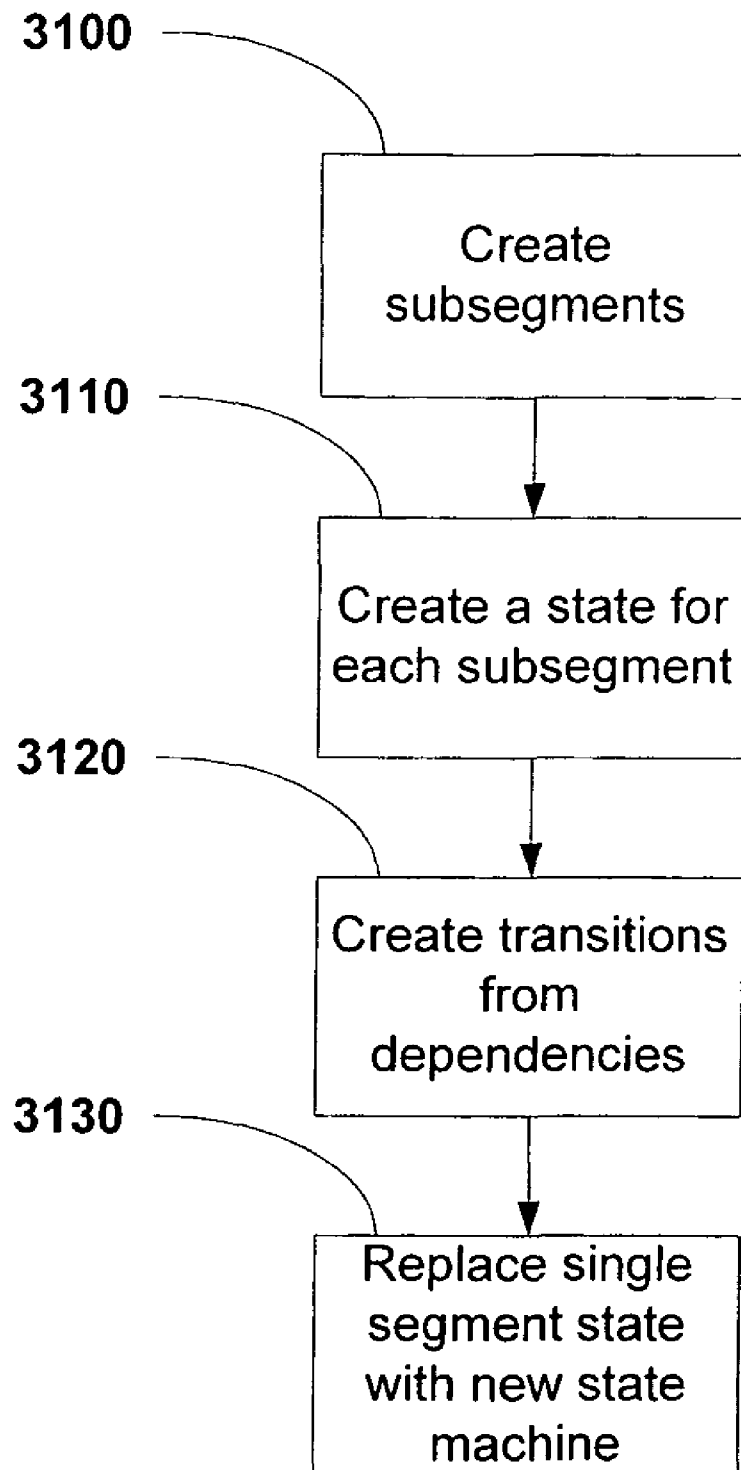 3100
Create
subsegments
3110
Create a state for
each subsegment
3120
Create transitions
from
dependencies
3130
Replace single
segment state
with new state
machine